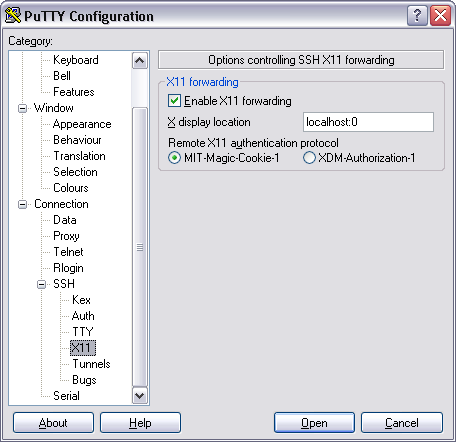 PuTTY Configuration
Category:
Keyboard
Bell
Features
Window
Appearance
Behaviour
Translation
Selection
Colours
Connection
Data
Proxy
Telnet
Rlogin
SSH
Kex
Auth
TTY
X11
Tunnels
Bugs
Serial
Options controlling SSH X11 forwarding
X11 forwarding
Enable X11 forwarding
X display location
localhost:0
Remote X11 authentication protocol
MIT-Magic-Cookie-1 XDM-Authorization-1
About Help Open Cancel